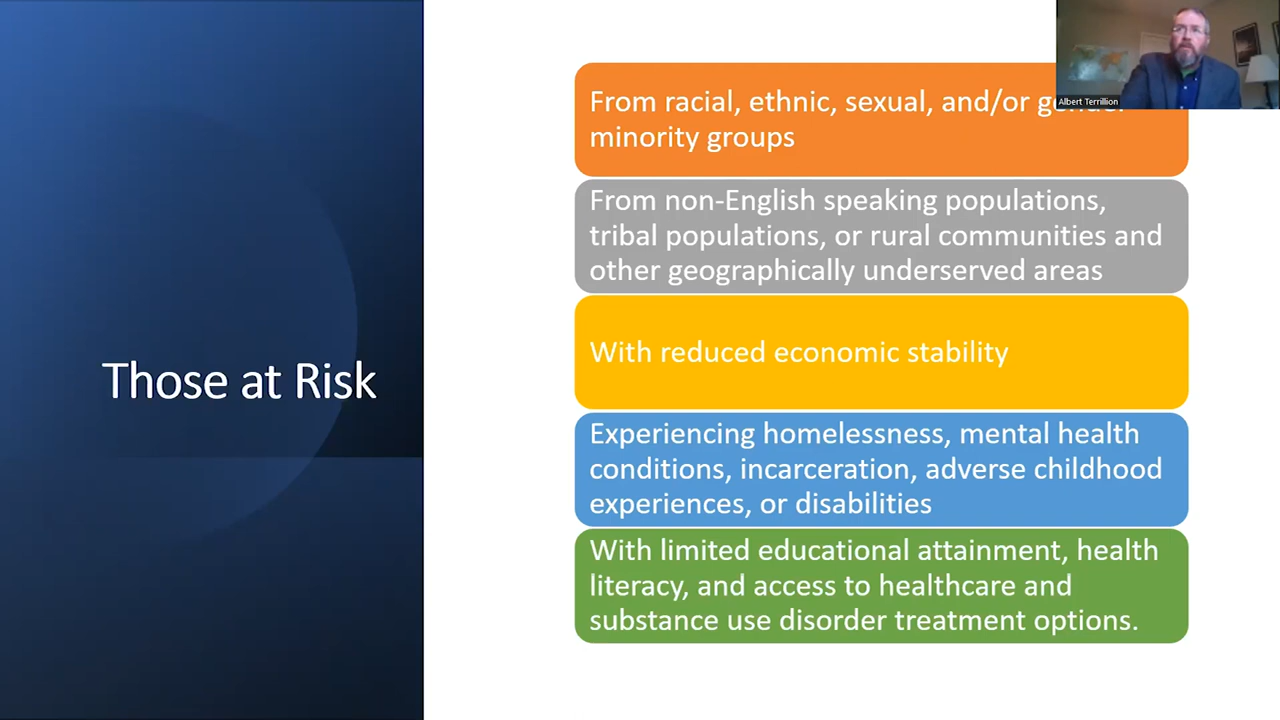 Those at Risk
From racial, ethnic, sexual, and/or
minority groups
From non-English speaking populations,
tribal populations, or rural communities and
other geographically underserved areas
With reduced economic stability
Experiencing homelessness, mental health
conditions, incarceration, adverse childhood
experiences, or disabilities
With limited educational attainment, health
literacy, and access to healthcare and
substance use disorder treatment options.
Albert Terrillion